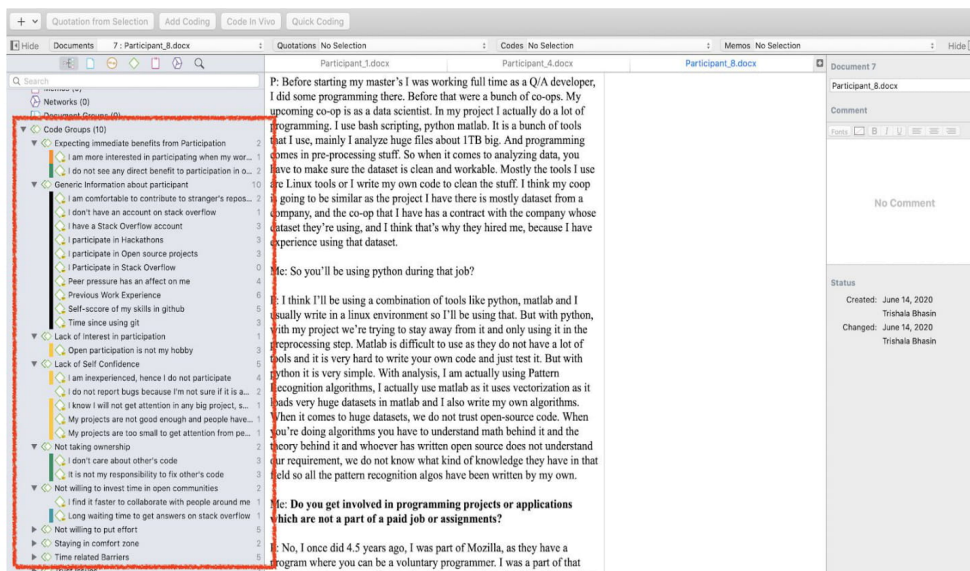 + Quotation from Selection Add Coding Code In Vivo Quick Coding
Hide Documents 7 : Participant_8.docx Quotations No Selection Codes No Selection Memos No Selection Hide
Participant_1.docx Participant_4.docx Participant_8.docx
Search
Networks (0)
Document Groups (0)
Code Groups (10)
Expecting immediate benefits from Participation 2
I am more interested in participating when my wor... 1
I do not see any direct benefit to participation in o... 2
Generic Information about participant 10
I am comfortable to contribute to stranger's repos... 2
I don't have an account on stack overflow 1
I have a Stack Overflow account 3
I participate in Hackathons 3
I participate in Open source projects 3
I Participate in Stack Overflow 0
Peer pressure has an affect on me 4
Previous Work Experience 6
Self-sccore of my skills in github 5
Time since using git 3
Lack of Interest in participation 1
Open participation is not my hobby 3
Lack of Self Confidence 5
I am inexperienced, hence I do not participate 4
I do not report bugs because I'm not sure if it is a... 2
I know I will not get attention in any big project, s... 1
My projects are not good enough and people have... 1
My projects are too small to get attention from pe... 1
Not taking ownership 2
I don't care about other's code 3
It is not my responsibility to fix other's code 3
Not willing to invest time in open communities 2
I find it faster to collaborate with people around me 1
Long waiting time to get answers on stack overflow 1
Not willing to put effort 5
Staying in comfort zone 2
Time related Barriers 5
P: Before starting my master's I was working full time as a Q/A developer,
I did some programming there. Before that were a bunch of co-ops. My
upcoming co-op is as a data scientist. In my project I actually do a lot of
programming. I use bash scripting, python matlab. It is a bunch of tools
that I use, mainly I analyze huge files about 1TB big. And programming
comes in pre-processing stuff. So when it comes to analyzing data, you
have to make sure the dataset is clean and workable. Mostly the tools I use
are Linux tools or I write my own code to clean the stuff. I think my coop
is going to be similar as the project I have there is mostly dataset from a
company, and the co-op that I have has a contract with the company whose
dataset they're using, and I think that's why they hired me, because I have
experience using that dataset.
Me: So you'll be using python during that job?
P: I think I'll be using a combination of tools like python, matlab and I
usually write in a linux environment so I'll be using that. But with python,
with my project we're trying to stay away from it and only using it in the
preprocessing step. Matlab is difficult to use as they do not have a lot of
tools and it is very hard to write your own code and just test it. But with
python it is very simple. With analysis, I am actually using Pattern
Recognition algorithms, I actually use matlab as it uses vectorization as it
loads very huge datasets in matlab and I also write my own algorithms.
When it comes to huge datasets, we do not trust open-source code. When
you're doing algorithms you have to understand math behind it and the
theory behind it and whoever has written open source does not understand
our requirement, we do not know what kind of knowledge they have in that
field so all the pattern recognition algos have been written by my own.
Me: Do you get involved in programming projects or applications
which are not a part of a paid job or assignments?
P: No, I once did 4.5 years ago, I was part of Mozilla, as they have a
program where you can be a voluntary programmer. I was a part of that
Document 7
Participant_8.docx
Comment
Fonts B I U
No Comment
Status
Created: June 14, 2020
Trishala Bhasin
Changed: June 14, 2020
Trishala Bhasin